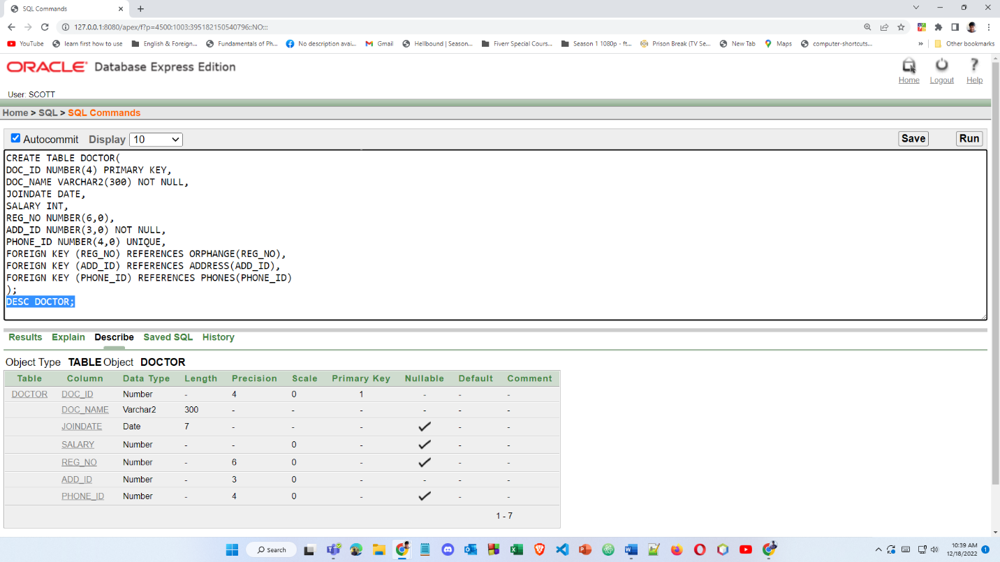 SQL Commands
127.0.0.1:8080/apex/f?p=4500:1003:395182150540796::NO:::
YouTube learn first how to use English & Foreign... Fundamentals of Ph... No description avai... Gmail Hellbound | Season... Fiverr Special Cours... Season 1 1080p - ft... Prison Break (TV Se... New Tab Maps computer-shortcuts... » Other bookmarks
ORACLE Database Express Edition
Home Logout Help
User: SCOTT
Home > SQL > SQL Commands
Autocommit Display 10 Save Run
CREATE TABLE DOCTOR(
DOC_ID NUMBER(4) PRIMARY KEY,
DOC_NAME VARCHAR2(300) NOT NULL,
JOINDATE DATE,
SALARY INT,
REG_NO NUMBER(6,0),
ADD_ID NUMBER(3,0) NOT NULL,
PHONE_ID NUMBER(4,0) UNIQUE,
FOREIGN KEY (REG_NO) REFERENCES ORPHANGE(REG_NO),
FOREIGN KEY (ADD_ID) REFERENCES ADDRESS(ADD_ID),
FOREIGN KEY (PHONE_ID) REFERENCES PHONES(PHONE_ID)
);
DESC DOCTOR;
Results Explain Describe Saved SQL History
Object Type TABLE Object DOCTOR
Table Column Data Type Length Precision Scale Primary Key Nullable Default Comment
DOCTOR DOC_ID Number - 4 0 1 - - -
DOC_NAME Varchar2 300 - - - - - -
JOINDATE Date 7 - - - ✓ - -
SALARY Number - - 0 - ✓ - -
REG_NO Number - 6 0 - ✓ - -
ADD_ID Number - 3 0 - - - -
PHONE_ID Number - 4 0 - ✓ - -
1 - 7
Search
10:39 AM
12/18/2022
1